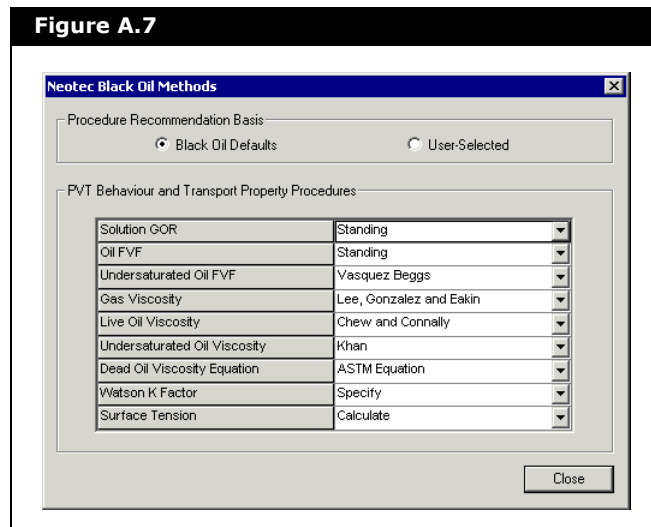 Figure A.7
Neotec Black Oil Methods
Procedure Recommendation Basis
Black Oil Defaults User-Selected
PVT Behaviour and Transport Property Procedures
Solution GOR Standing
Oil FVF Standing
Undersaturated Oil FVF Vasquez Beggs
Gas Viscosity Lee, Gonzalez and Eakin
Live Oil Viscosity Chew and Connally
Undersaturated Oil Viscosity Khan
Dead Oil Viscosity Equation ASTM Equation
Watson K Factor Specify
Surface Tension Calculate
Close